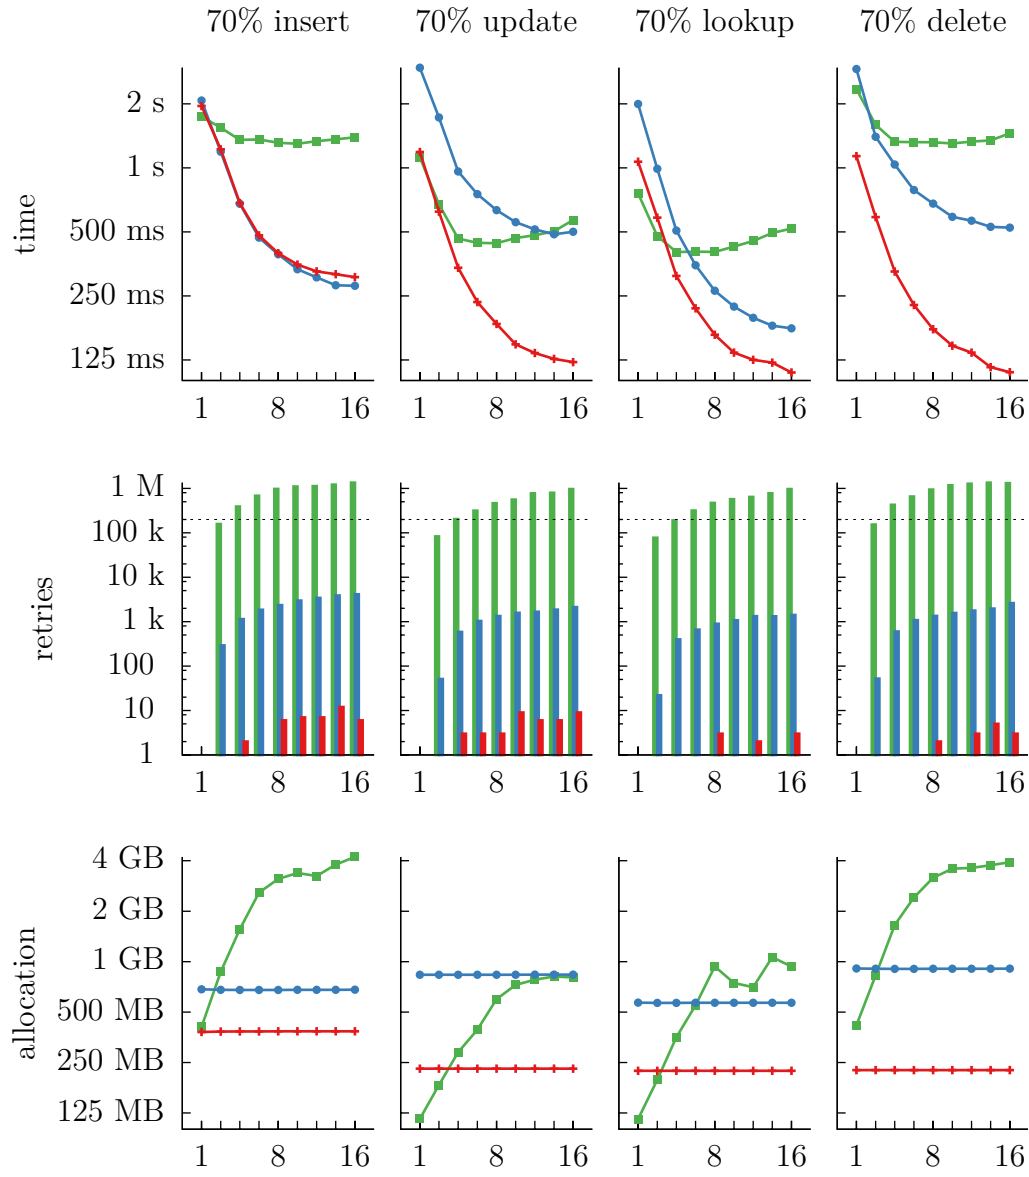 70% insert 70% update 70% lookup 70% delete
time
2 s
1 s
500 ms
250 ms
125 ms
1 8 16 1 8 16 1 8 16 1 8 16
retries
1 M
100 k
10 k
1 k
100
10
1
1 8 16 1 8 16 1 8 16 1 8 16
allocation
4 GB
2 GB
1 GB
500 MB
250 MB
125 MB
1 8 16 1 8 16 1 8 16 1 8 16